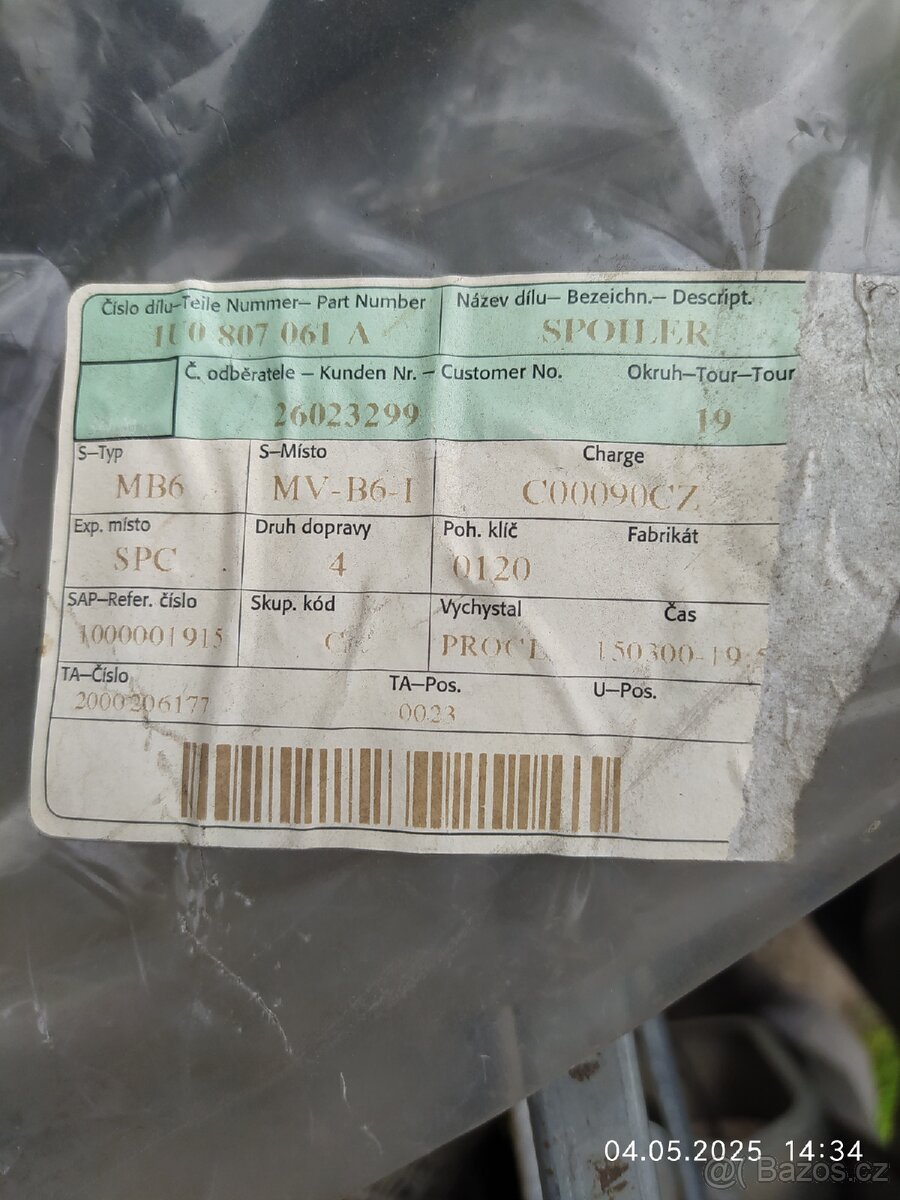 Číslo dílu–Teile Nummer– Part Number
1U0 807 061 A
Název dílu– Bezeichn.– Descript.
SPOILER
Č. odběratele – Kunden Nr. – Customer No.
26023299
Okruh–Tour–Tour
19
S–Typ
MB6
S–Místo
MV-B6-1
Charge
C00090CZ
Exp. místo
SPC
Druh dopravy
4
Poh. klíč
0120
Fabrikát
SAP–Refer. číslo
1000001915
Skup. kód
Vychystal
Čas
150300-19
TA–Číslo
2000206177
TA–Pos.
0023
U–Pos.
04.05.2025 14:34
Bazos.cz